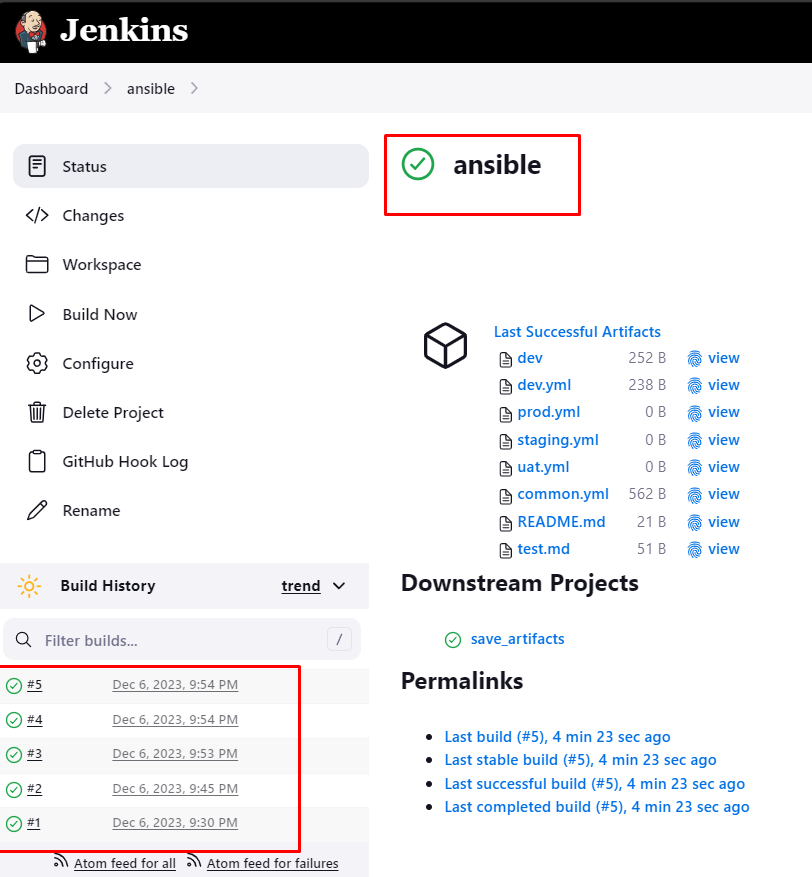 Jenkins
Dashboard
ansible
Status
Changes
Workspace
Build Now
Configure
Delete Project
GitHub Hook Log
Rename
Build History
trend
Filter builds...
/
#5 Dec 6, 2023, 9:54 PM
#4 Dec 6, 2023, 9:54 PM
#3 Dec 6, 2023, 9:53 PM
#2 Dec 6, 2023, 9:45 PM
#1 Dec 6, 2023, 9:30 PM
Atom feed for all Atom feed for failures
ansible
Last Successful Artifacts
dev 252 B view
dev.yml 238 B view
prod.yml 0 B view
staging.yml 0 B view
uat.yml 0 B view
common.yml 562 B view
README.md 21 B view
test.md 51 B view
Downstream Projects
save_artifacts
Permalinks
Last build (#5), 4 min 23 sec ago
Last stable build (#5), 4 min 23 sec ago
Last successful build (#5), 4 min 23 sec ago
Last completed build (#5), 4 min 23 sec ago